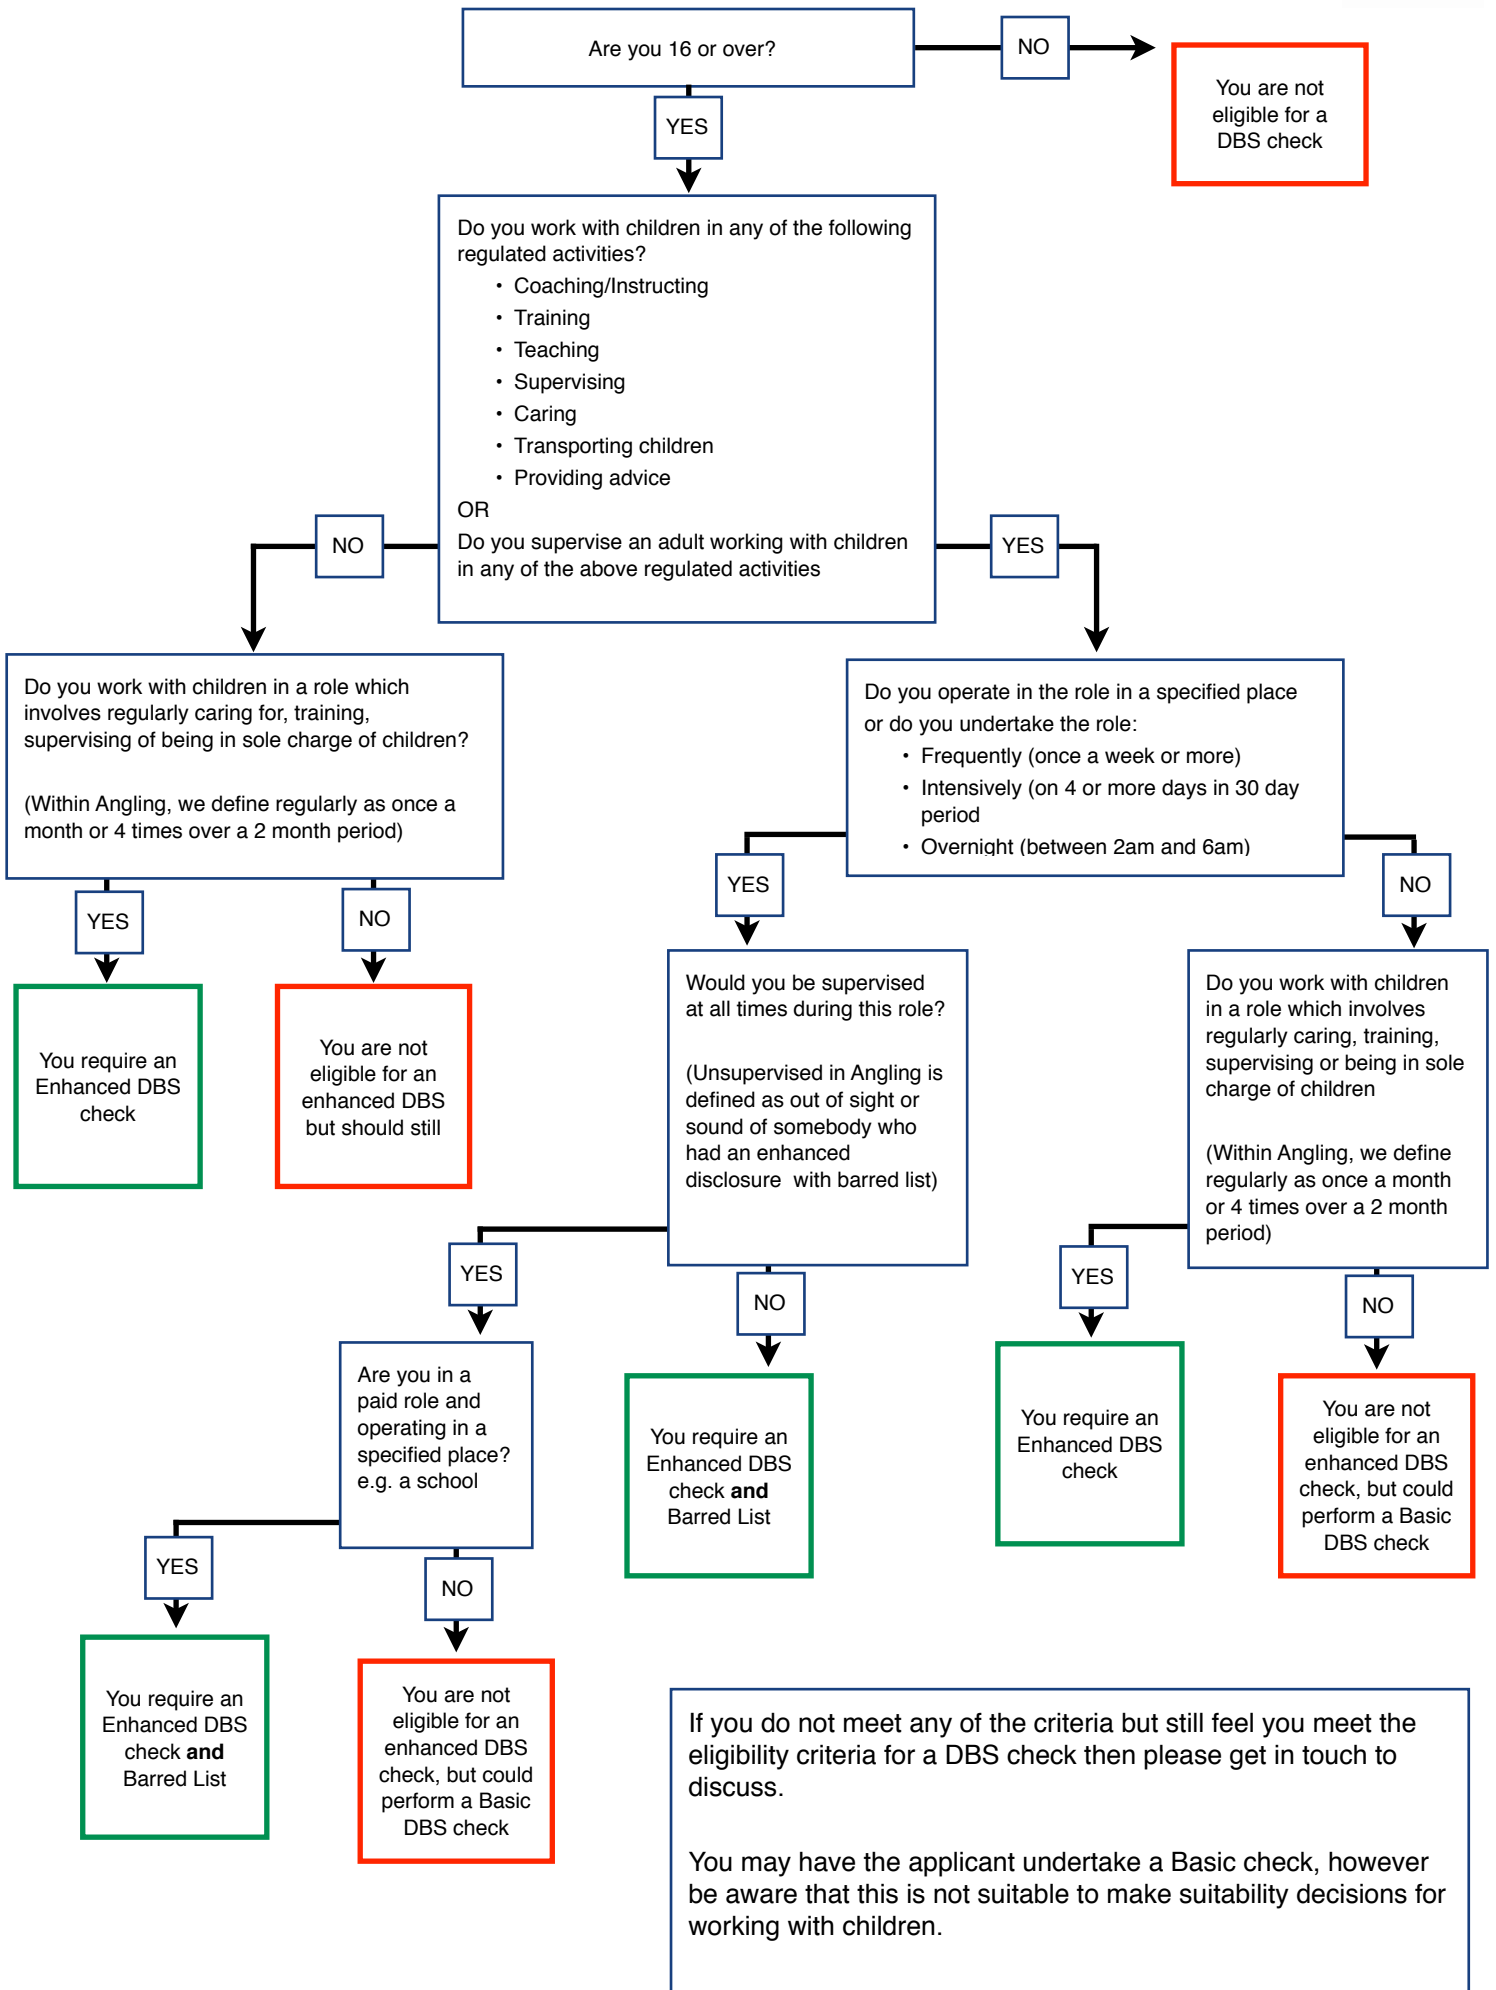 Are you 16 or over?
NO
You are not
eligible for a
DBS check
YES
Do you work with children in any of the following
regulated activities?
• Coaching/Instructing
• Training
• Teaching
• Supervising
• Caring
• Transporting children
• Providing advice
OR
Do you supervise an adult working with children
in any of the above regulated activities
NO
YES
Do you work with children in a role which
involves regularly caring for, training,
supervising of being in sole charge of children?
(Within Angling, we define regularly as once a
month or 4 times over a 2 month period)
YES
NO
You require an
Enhanced DBS
check
You are not
eligible for an
enhanced DBS
but should still
Do you operate in the role in a specified place
or do you undertake the role:
• Frequently (once a week or more)
• Intensively (on 4 or more days in 30 day
period
• Overnight (between 2am and 6am)
YES
NO
Would you be supervised
at all times during this role?
(Unsupervised in Angling is
defined as out of sight or
sound of somebody who
had an enhanced
disclosure  with barred list)
Do you work with children
in a role which involves
regularly caring, training,
supervising or being in sole
charge of children
(Within Angling, we define
regularly as once a month
or 4 times over a 2 month
period)
YES
NO
YES
NO
Are you in a
paid role and
operating in a
specified place?
e.g. a school
You require an
Enhanced DBS
check and
Barred List
You require an
Enhanced DBS
check
You are not
eligible for an
enhanced DBS
check, but could
perform a Basic
DBS check
YES
NO
You require an
Enhanced DBS
check and
Barred List
You are not
eligible for an
enhanced DBS
check, but could
perform a Basic
DBS check
If you do not meet any of the criteria but still feel you meet the
eligibility criteria for a DBS check then please get in touch to
discuss.
You may have the applicant undertake a Basic check, however
be aware that this is not suitable to make suitability decisions for
working with children.